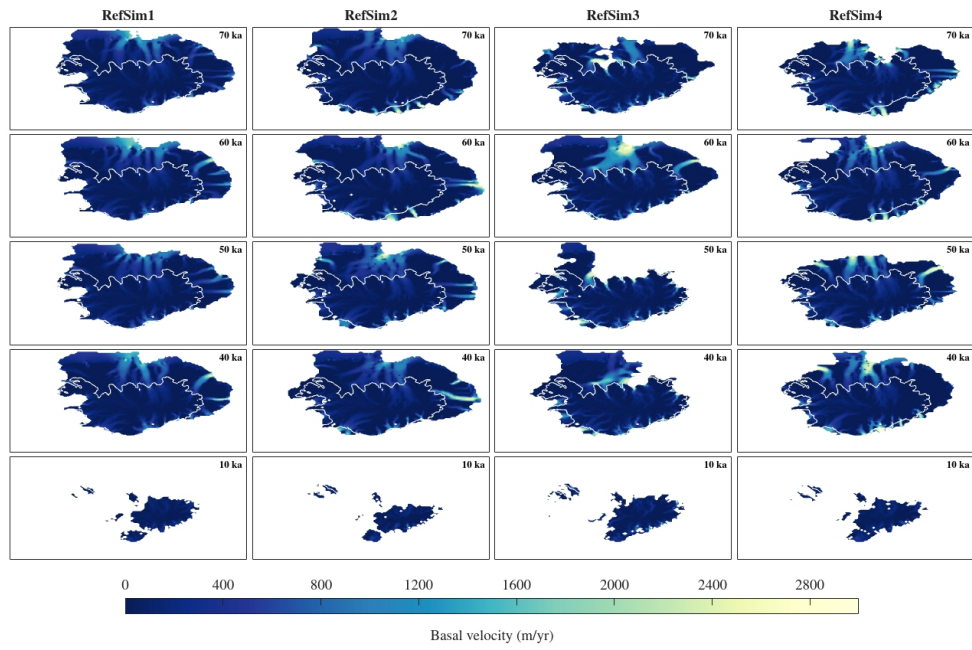 RefSim1 RefSim2 RefSim3 RefSim4
70 ka 70 ka 70 ka 70 ka
60 ka 60 ka 60 ka 60 ka
50 ka 50 ka 50 ka 50 ka
40 ka 40 ka 40 ka 40 ka
10 ka 10 ka 10 ka 10 ka
0 400 800 1200 1600 2000 2400 2800
Basal velocity (m/yr)